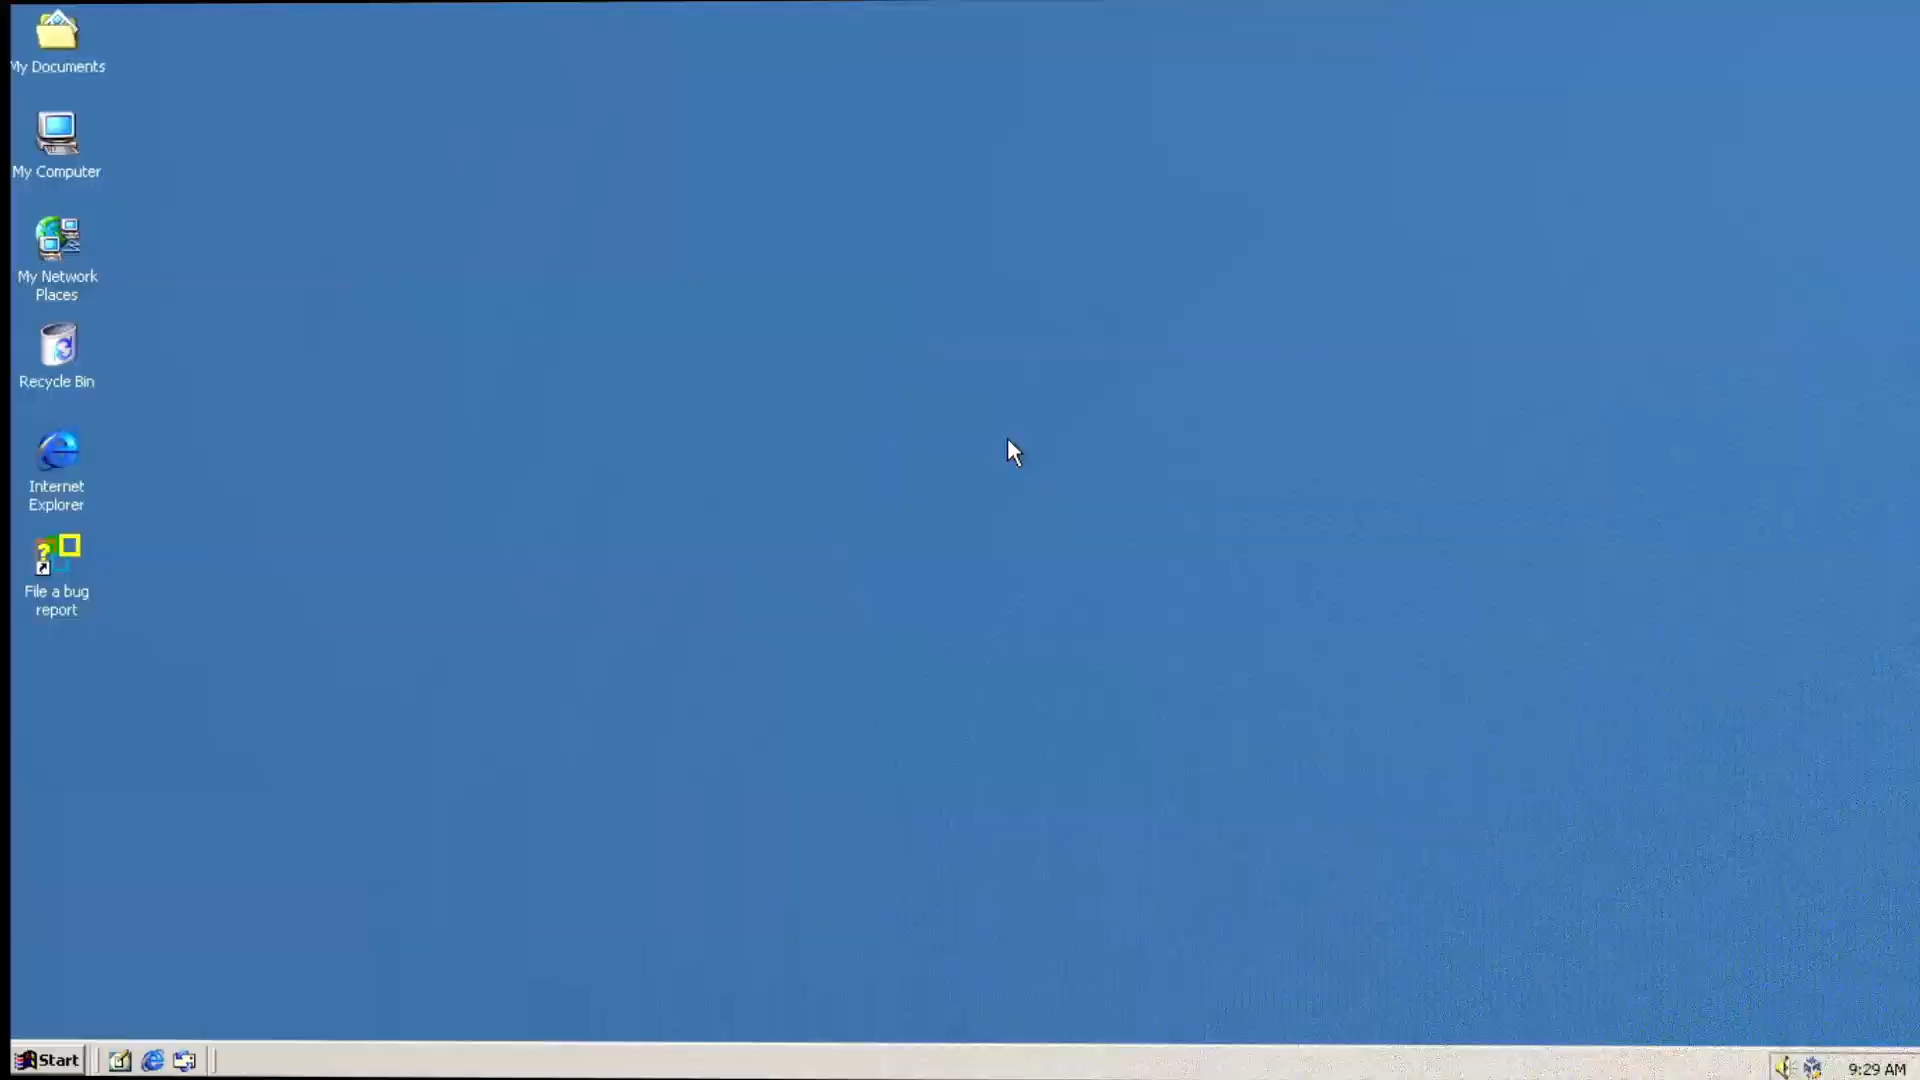 My Documents
My Computer
My Network
Places
Recycle Bin
Internet
Explorer
File a bug
report
Start
9:29 AM